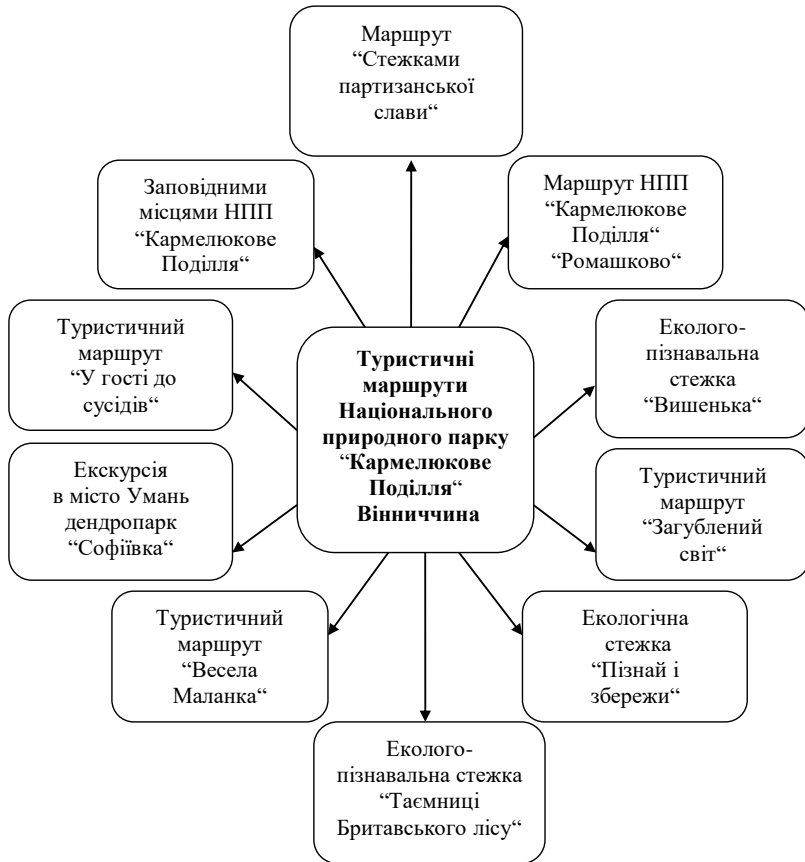 Маршрут
“Стежками
партизанської
слави“
Заповідними
місцями НПП
“Кармелюкове
Поділля“
Маршрут НПП
“Кармелюкове
Поділля“
“Ромашково“
Туристичний
маршрут
“У гості до
сусідів“
Туристичні
маршрути
Національного
природного парку
“Кармелюкове
Поділля“
Вінниччина
Еколого-
пізнавальна
стежка
“Вишенька“
Екскурсія
в місто Умань
дендропарк
“Софіївка“
Туристичний
маршрут
“Загублений
світ“
Туристичний
маршрут
“Весела
Маланка“
Екологічна
стежка
“Пізнай і
збережи“
Еколого-
пізнавальна стежка
“Таємниці
Бритавського лісу“